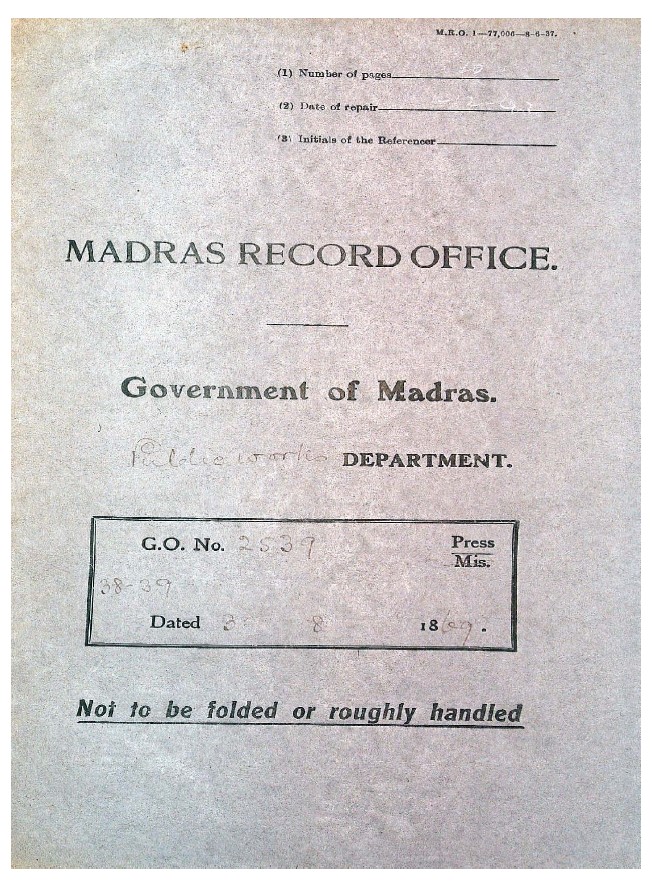 M.R.O. 1—77,000—8-6-37.
(1) Number of pages
(2) Date of repair
(3) Initials of the Referencer
MADRAS RECORD OFFICE.
Government of Madras.
Public works DEPARTMENT.
G.O. No. 2539 Press
Mis.
38-39
Dated 3 8 1869.
Not to be folded or roughly handled